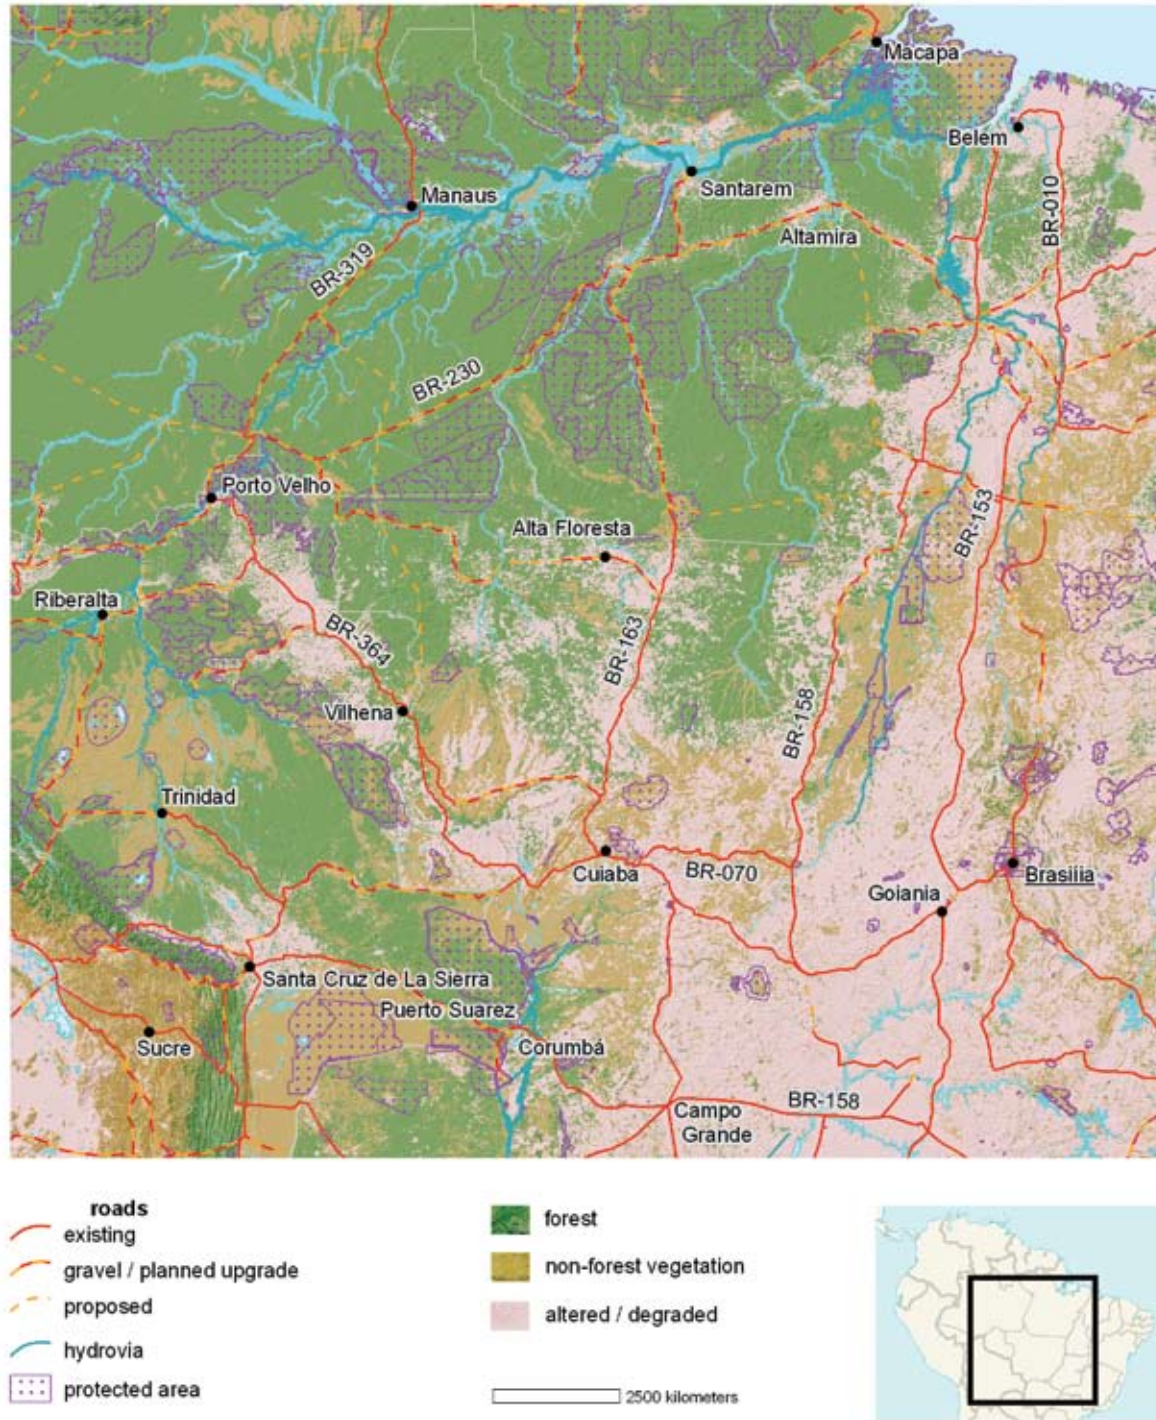 Macapa
Belem
Manaus
Santarem
BR-010
Altamira
BR-319
BR-230
Porto Velho
Alta Floresta
BR-153
Riberalta
BR-364
BR-163
Vilhena
BR-158
Trinidad
Cuiaba
BR-070
Brasilia
Goiania
Santa Cruz de La Sierra
Puerto Suarez
Sucre
Corumbá
BR-158
Campo
Grande
roads
existing
gravel / planned upgrade
proposed
hydrovia
protected area
forest
non-forest vegetation
altered / degraded
2500 kilometers